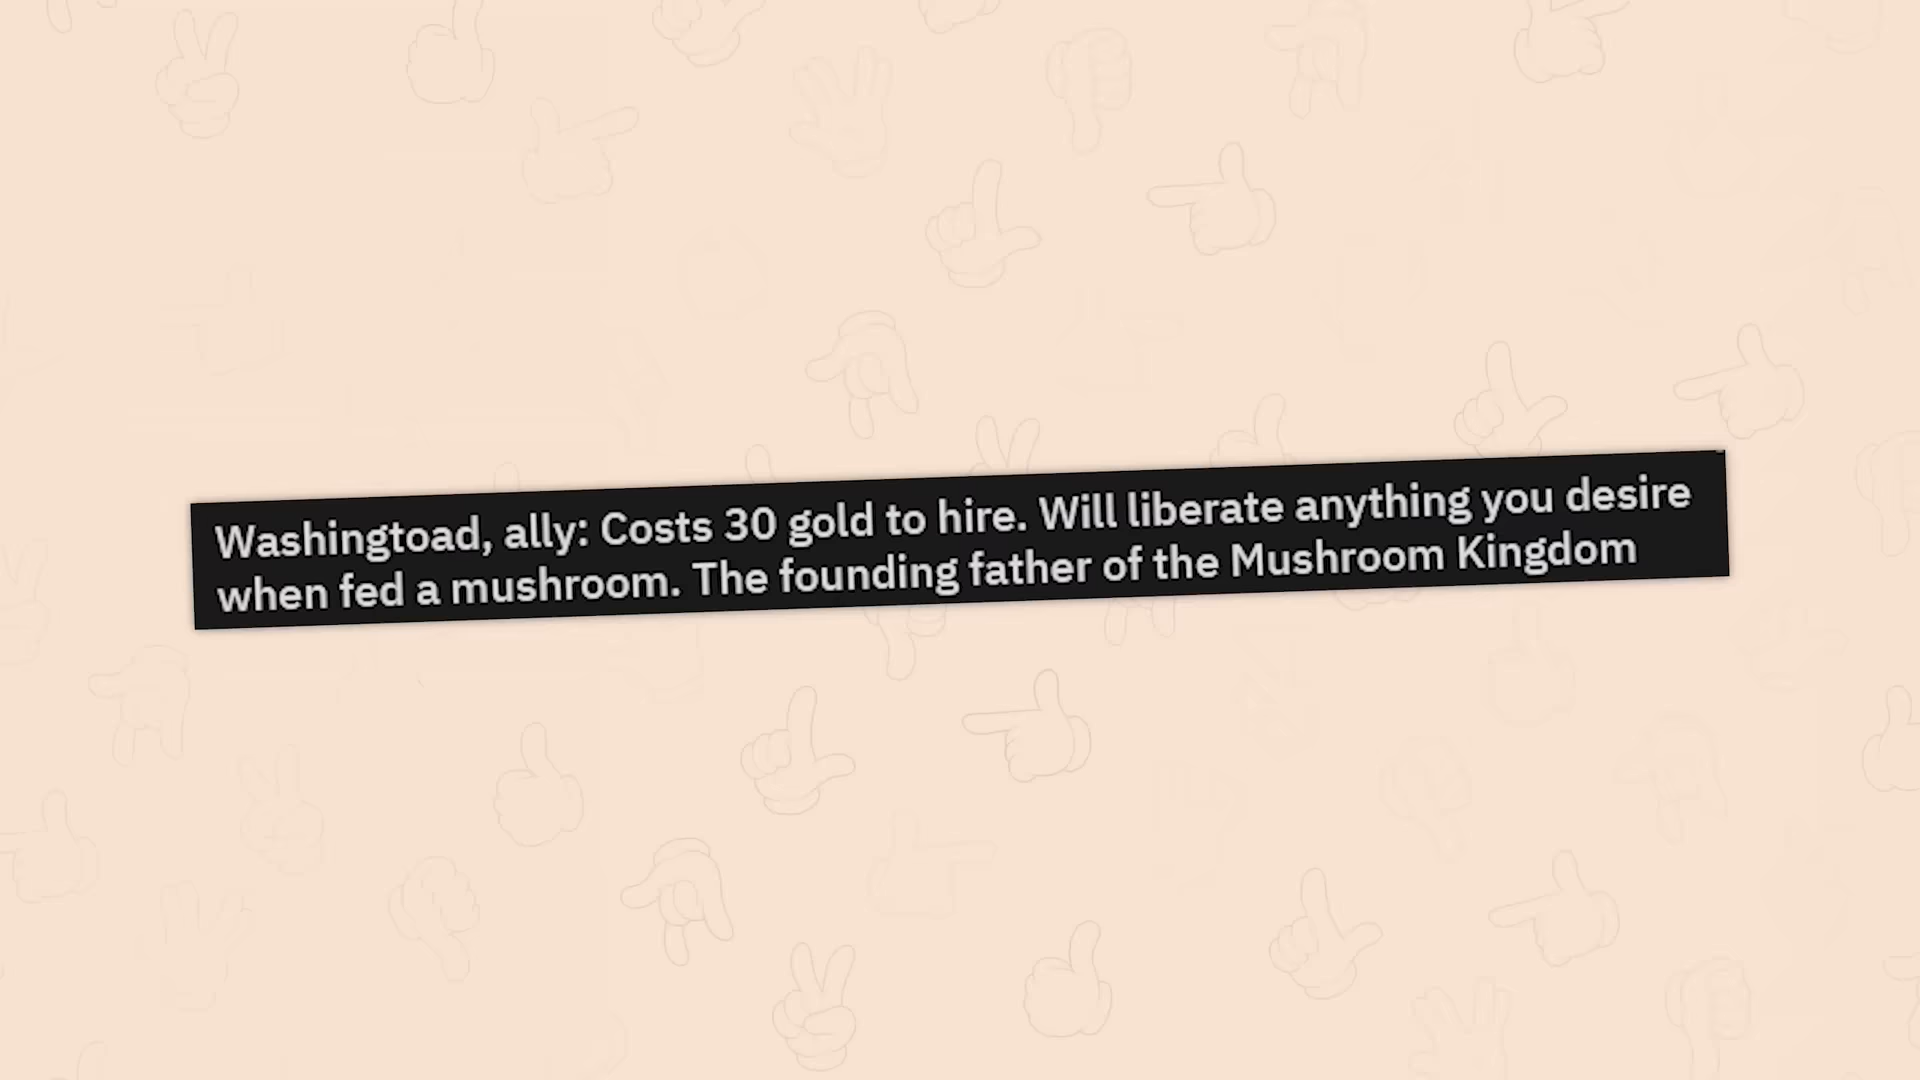 Washingtoad, ally: Costs 30 gold to hire. Will liberate anything you desire
when fed a mushroom. The founding father of the Mushroom Kingdom